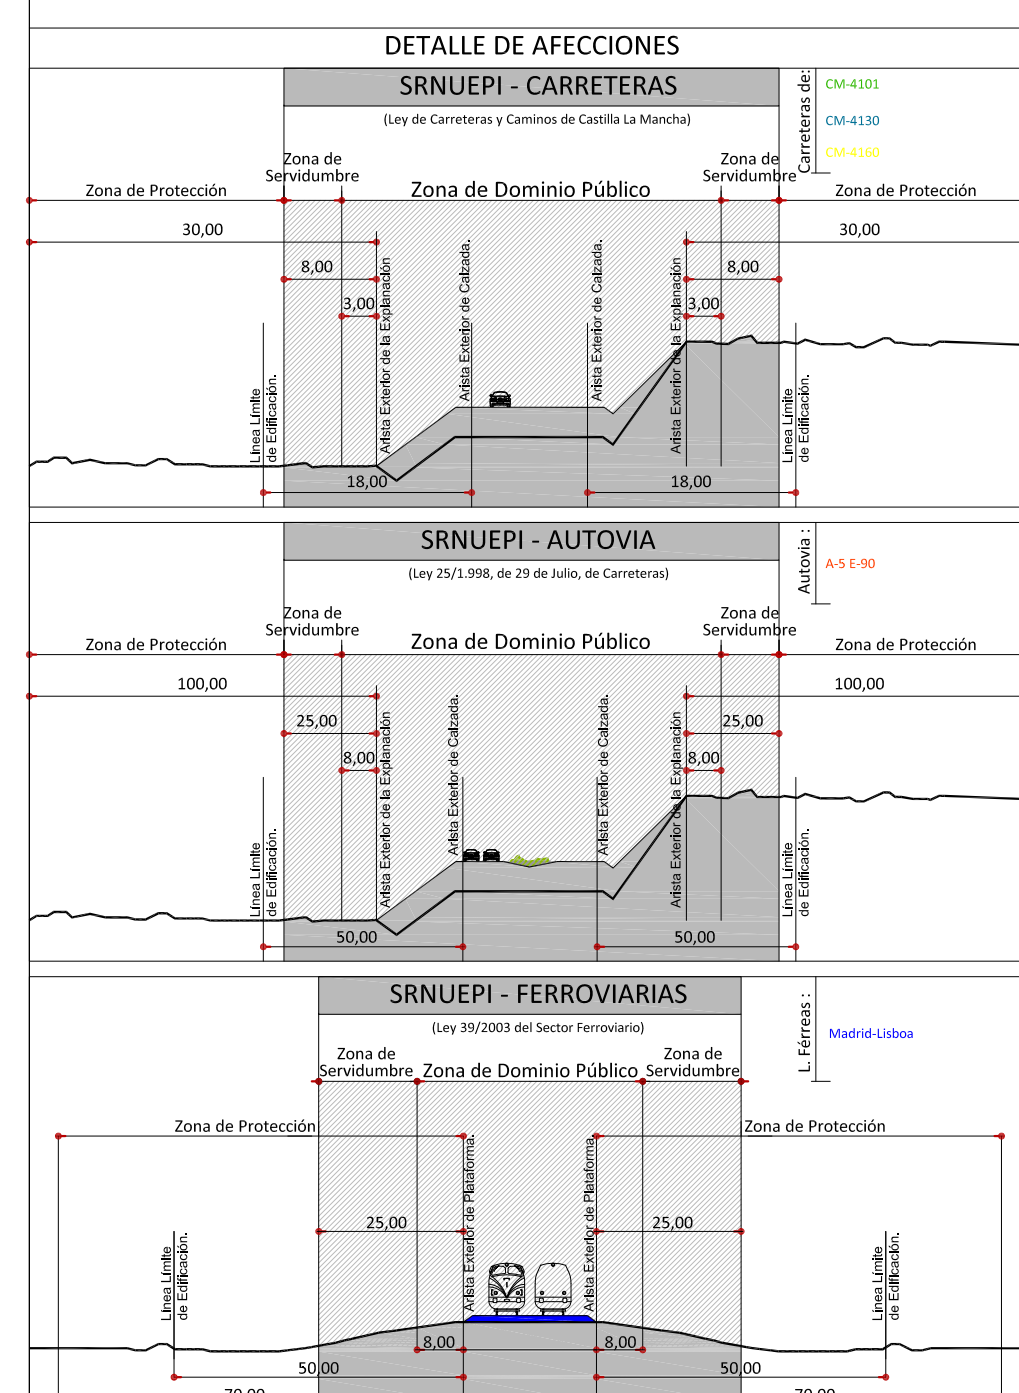 DETALLE DE AFECCIONES
SRNUEPI - CARRETERAS
(Ley de Carreteras y Caminos de Castilla La Mancha)
Carreteras de:
CM-4101
CM-4130
CM-4160
Zona de Protección
Zona de
Servidumbre
Zona de Dominio Público
Zona de
Servidumbre
Zona de Protección
30,00
30,00
8,00
8,00
3,00
3,00
Línea Límite
de Edificación.
Arista Exterior de la Explanación
Arista Exterior de Calzada.
Arista Exterior de Calzada.
Arista Exterior de la Explanación
Línea Límite
de Edificación.
18,00
18,00
SRNUEPI - AUTOVIA
(Ley 25/1.998, de 29 de Julio, de Carreteras)
Autovia :
A-5 E-90
Zona de Protección
Zona de
Servidumbre
Zona de Dominio Público
Zona de
Servidumbre
Zona de Protección
100,00
100,00
25,00
25,00
8,00
8,00
Línea Límite
de Edificación.
Arista Exterior de la Explanación
Arista Exterior de Calzada.
Arista Exterior de Calzada.
Arista Exterior de la Explanación
Línea Límite
de Edificación.
50,00
50,00
SRNUEPI - FERROVIARIAS
(Ley 39/2003 del Sector Ferroviario)
L. Férreas :
Madrid-Lisboa
Zona de
Servidumbre
Zona de Dominio Público
Zona de
Servidumbre
Zona de Protección
Zona de Protección
25,00
25,00
Línea Límite
de Edificación.
Arista Exterior de Plataforma.
Arista Exterior de Plataforma.
Línea Límite
de Edificación.
8,00
8,00
50,00
50,00
70,00
70,00